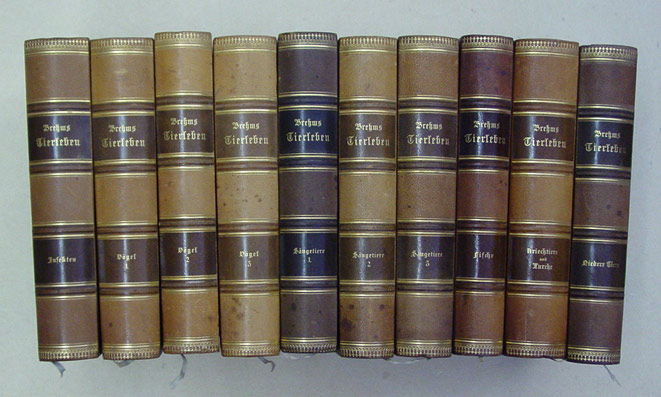 Brehms
Tierleben
Insekten
Brehms
Tierleben
Vögel
1
Brehms
Tierleben
Vögel
2
Brehms
Tierleben
Vögel
3
Brehms
Tierleben
Säugetiere
1
Brehms
Tierleben
Säugetiere
2
Brehms
Tierleben
Säugetiere
3
Brehms
Tierleben
Fische
Brehms
Tierleben
Kriechtiere
und
Lurche
Brehms
Tierleben
Niedere Tiere